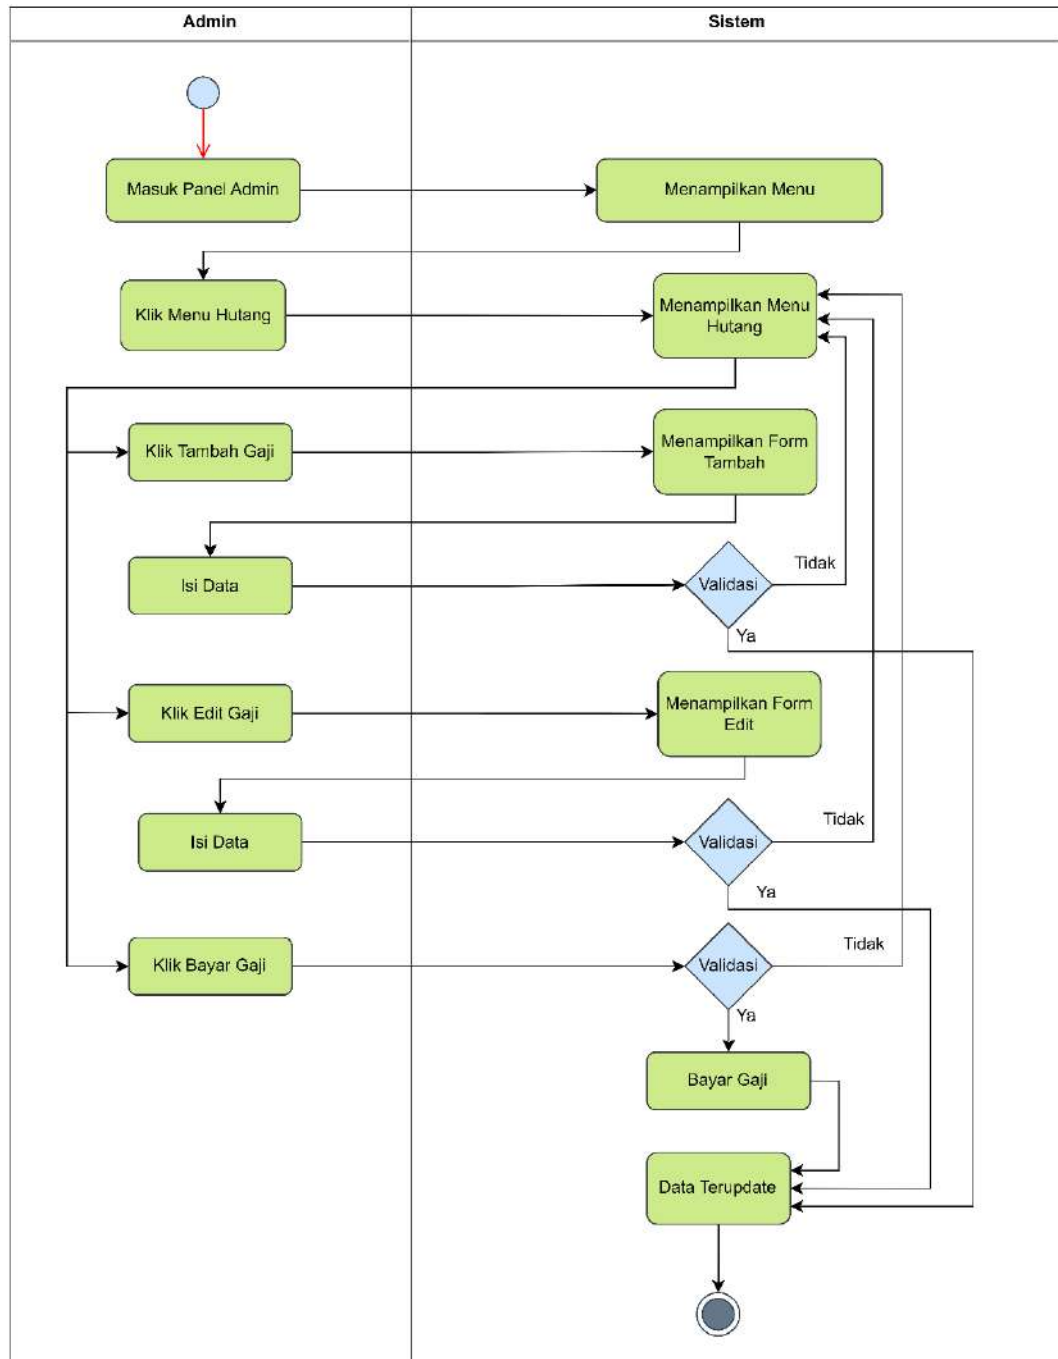 Admin
Sistem
Masuk Panel Admin
Menampilkan Menu
Klik Menu Hutang
Menampilkan Menu
Hutang
Klik Tambah Gaji
Menampilkan Form
Tambah
Isi Data
Validasi
Tidak
Ya
Klik Edit Gaji
Menampilkan Form
Edit
Isi Data
Validasi
Tidak
Ya
Klik Bayar Gaji
Validasi
Tidak
Ya
Bayar Gaji
Data Terupdate